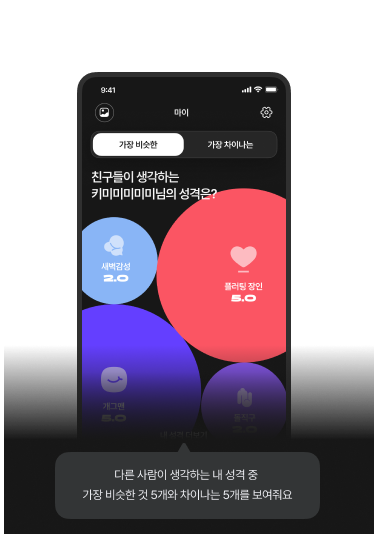 9:41
마이
가장 비슷한
가장 차이나는
친구들이 생각하는
키미미미미미님의 성격은?
새벽감성
2.0
플러팅 장인
5.0
개그맨
5.0
다른 사람이 생각하는 내 성격 중
가장 비슷한 것 5개와 차이나는 5개를 보여줘요